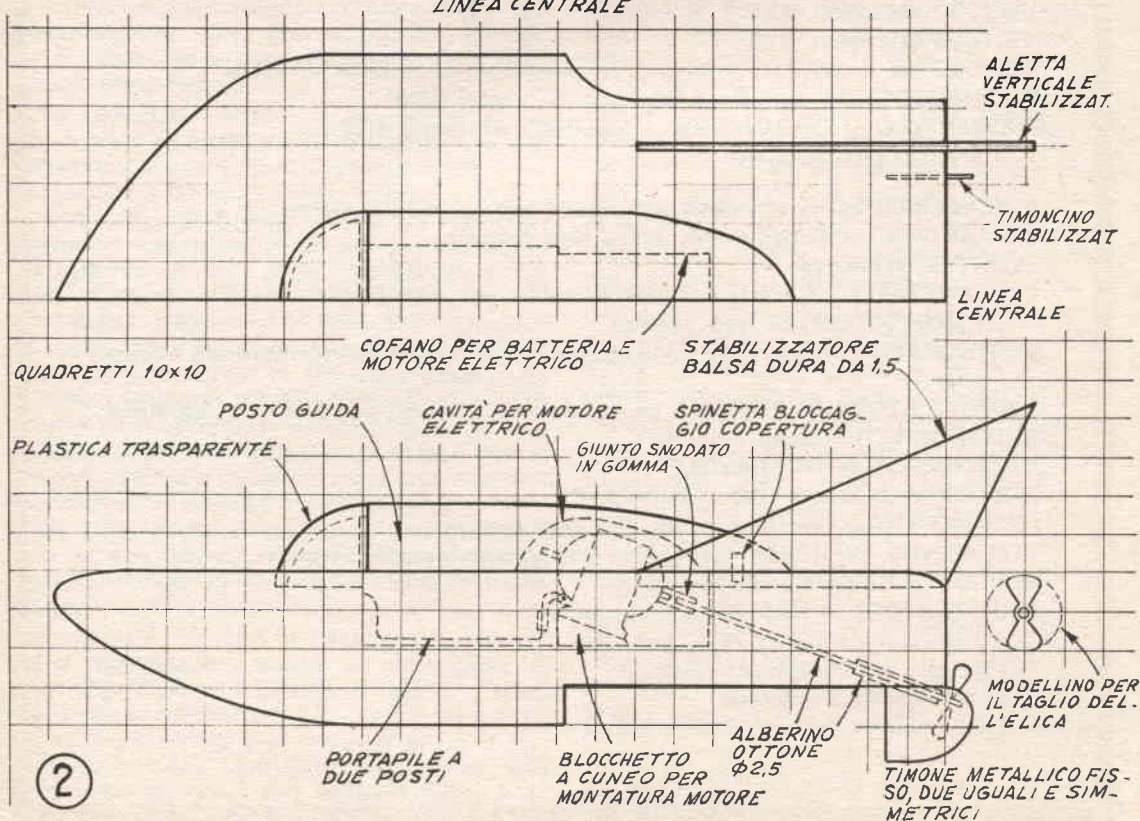 LINEA CENTRALE
ALETTA
VERTICALE
STABILIZZAT.
TIMONCINO
STABILIZZAT.
LINEA
CENTRALE
COFANO PER BATTERIA E
MOTORE ELETTRICO
STABILIZZATORE
BALSA DURA DA 1,5
QUADRETTI 10x10
POSTO GUIDA
CAVITÀ PER MOTORE
ELETTRICO
SPINETTA BLOCCAG-
GIO COPERTURA
PLASTICA TRASPARENTE
GIUNTO SNODATO
IN GOMMA
MODELLINO PER
IL TAGLIO DEL-
L'ELICA
PORTAPILE A
DUE POSTI
BLOCCHETTO
A CUNEO PER
MONTATURA MOTORE
ALBERINO
OTTONE
φ2,5
TIMONE METALLICO FIS-
SO, DUE UGUALI E SIM-
METRICI
2